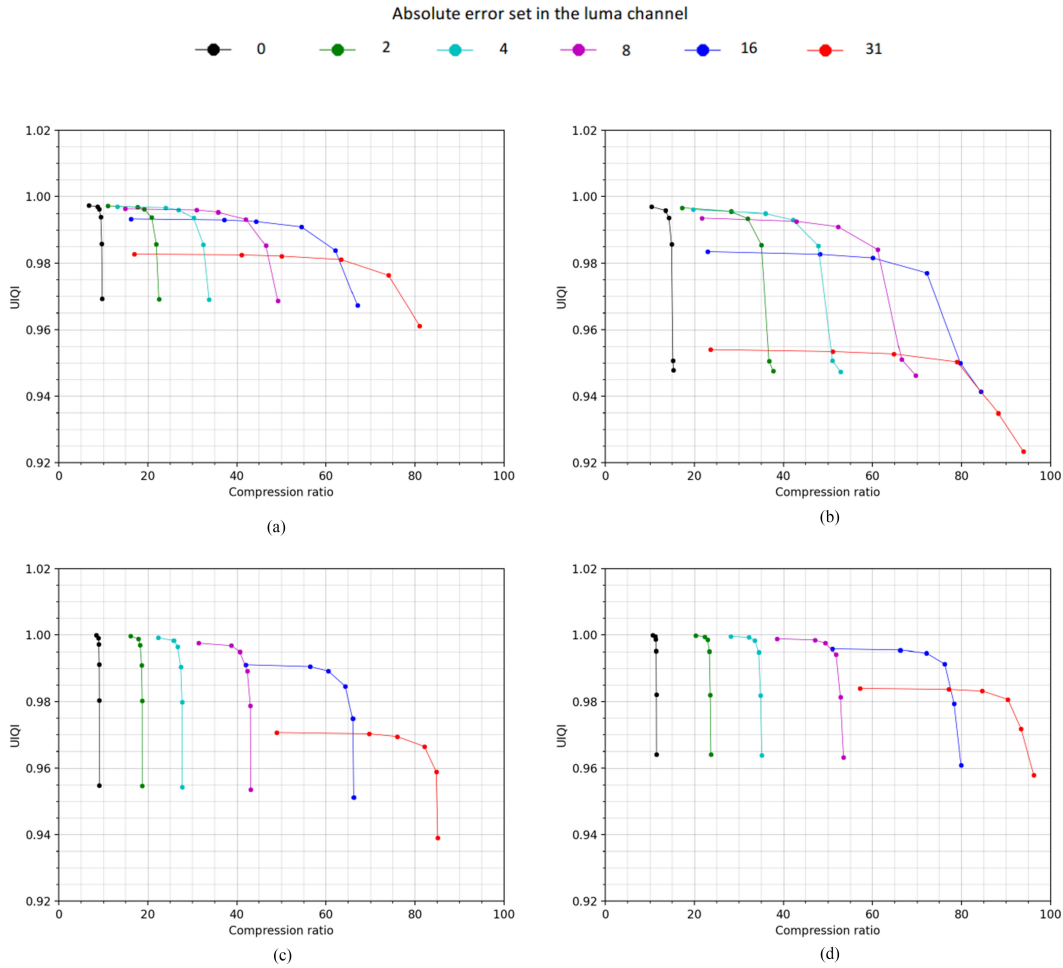 Absolute error set in the luma channel
0 2 4 8 16 31
1.02 1.02
1.00 1.00
0.98 0.98
UIQI UIQI
0.96 0.96
0.94 0.94
0.92 0.92
0 20 40 60 80 100 0 20 40 60 80 100
Compression ratio Compression ratio
(a) (b)
1.02 1.02
1.00 1.00
0.98 0.98
UIQI UIQI
0.96 0.96
0.94 0.94
0.92 0.92
0 20 40 60 80 100 0 20 40 60 80 100
Compression ratio Compression ratio
(c) (d)